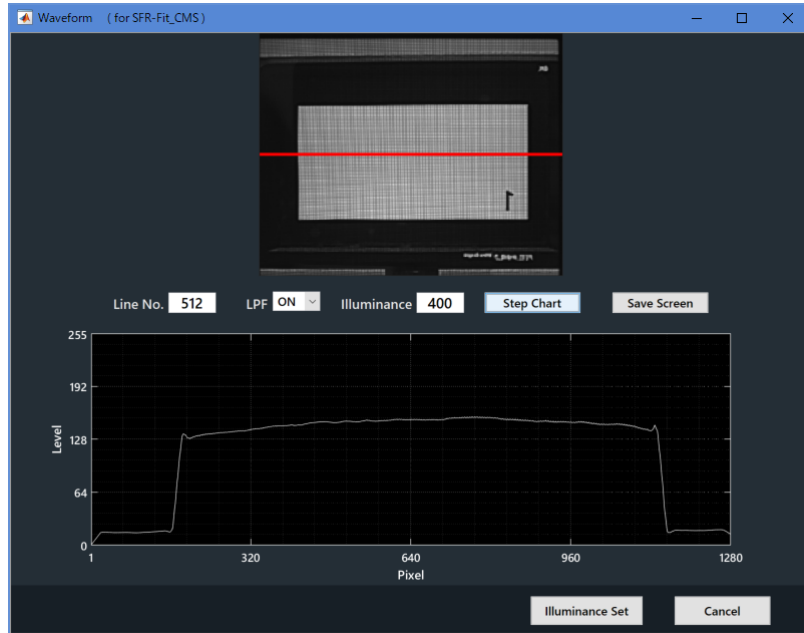 Waveform ( for SFR-Fit_CMS )
1
Line No. 512 LPF ON Illuminance 400 Step Chart Save Screen
255
192
128
64
0
Level
1 320 640 960 1280
Pixel
Illuminance Set Cancel